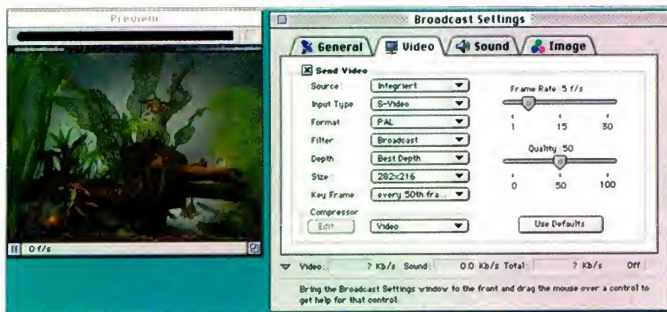 Preview
0 f/s
Broadcast Settings
General
Video
Sound
Image
Send Video
Source:
Integriert
Input Type
S-Video
Format
PAL
Filter
Broadcast
Depth
Best Depth
Size:
282x216
Key Frame
every 50th fra...
Compressor
Edit
Video
Frame Rate: 5 f/s
1 15 30
Quality: 50
0 50 100
Use Defaults
Video: ? Kb/s Sound: 0.0 Kb/s Total: ? Kb/s Off
Bring the Broadcast Settings window to the front and drag the mouse over a control to
get help for that control.